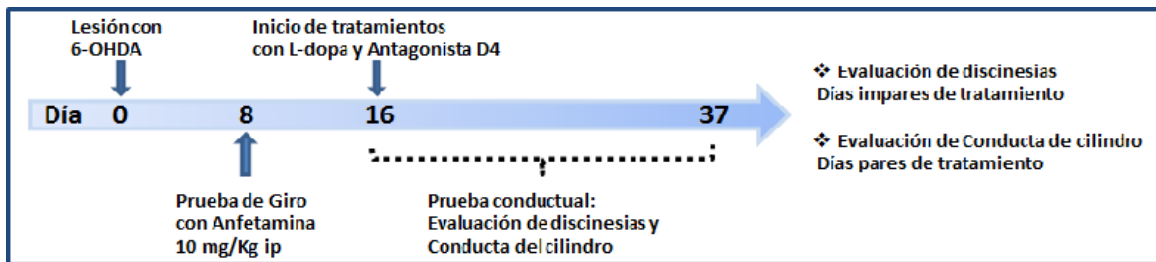 Lesión con
6-OHDA
Inicio de tratamientos
con L-dopa y Antagonista D4
Día 0 8 16 37
Prueba de Giro
con Anfetamina
10 mg/Kg ip
Prueba conductual:
Evaluación de discinesias y
Conducta del cilindro
❖ Evaluación de discinesias
Días impares de tratamiento
❖ Evaluación de Conducta de cilindro
Días pares de tratamiento